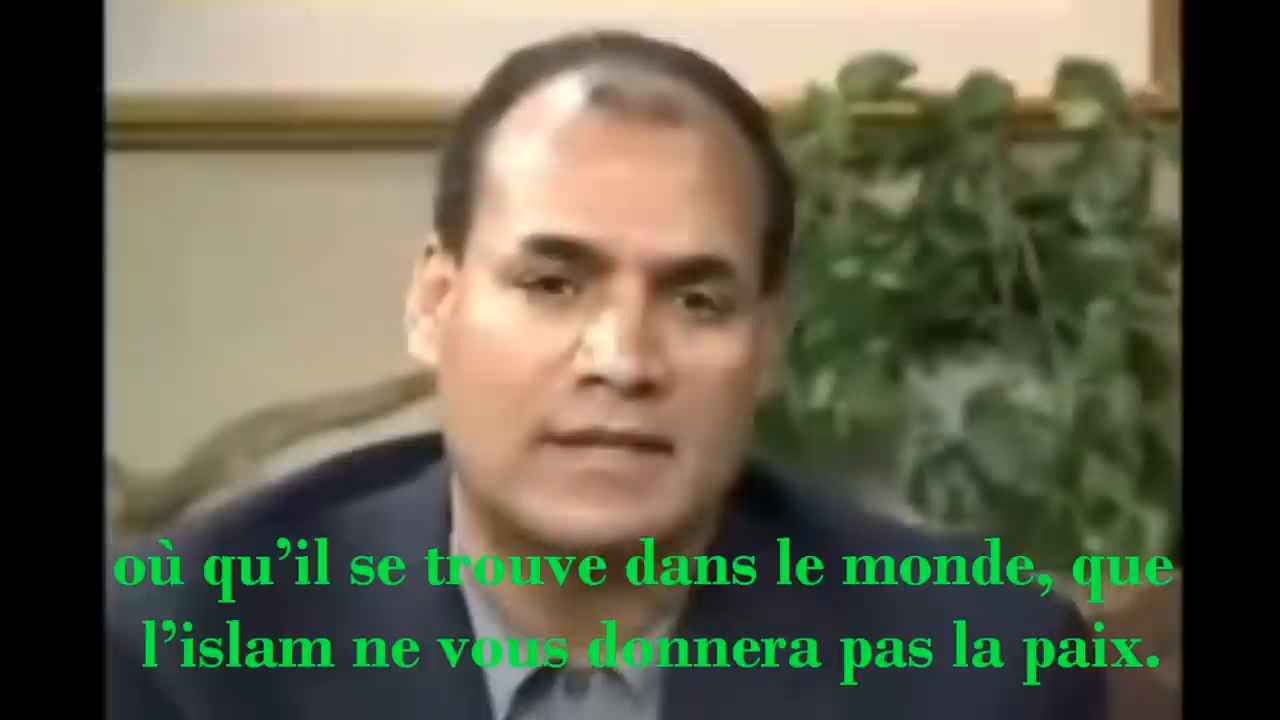 où qu’il se trouve dans le monde, que
l’islam ne vous donnera pas la paix.